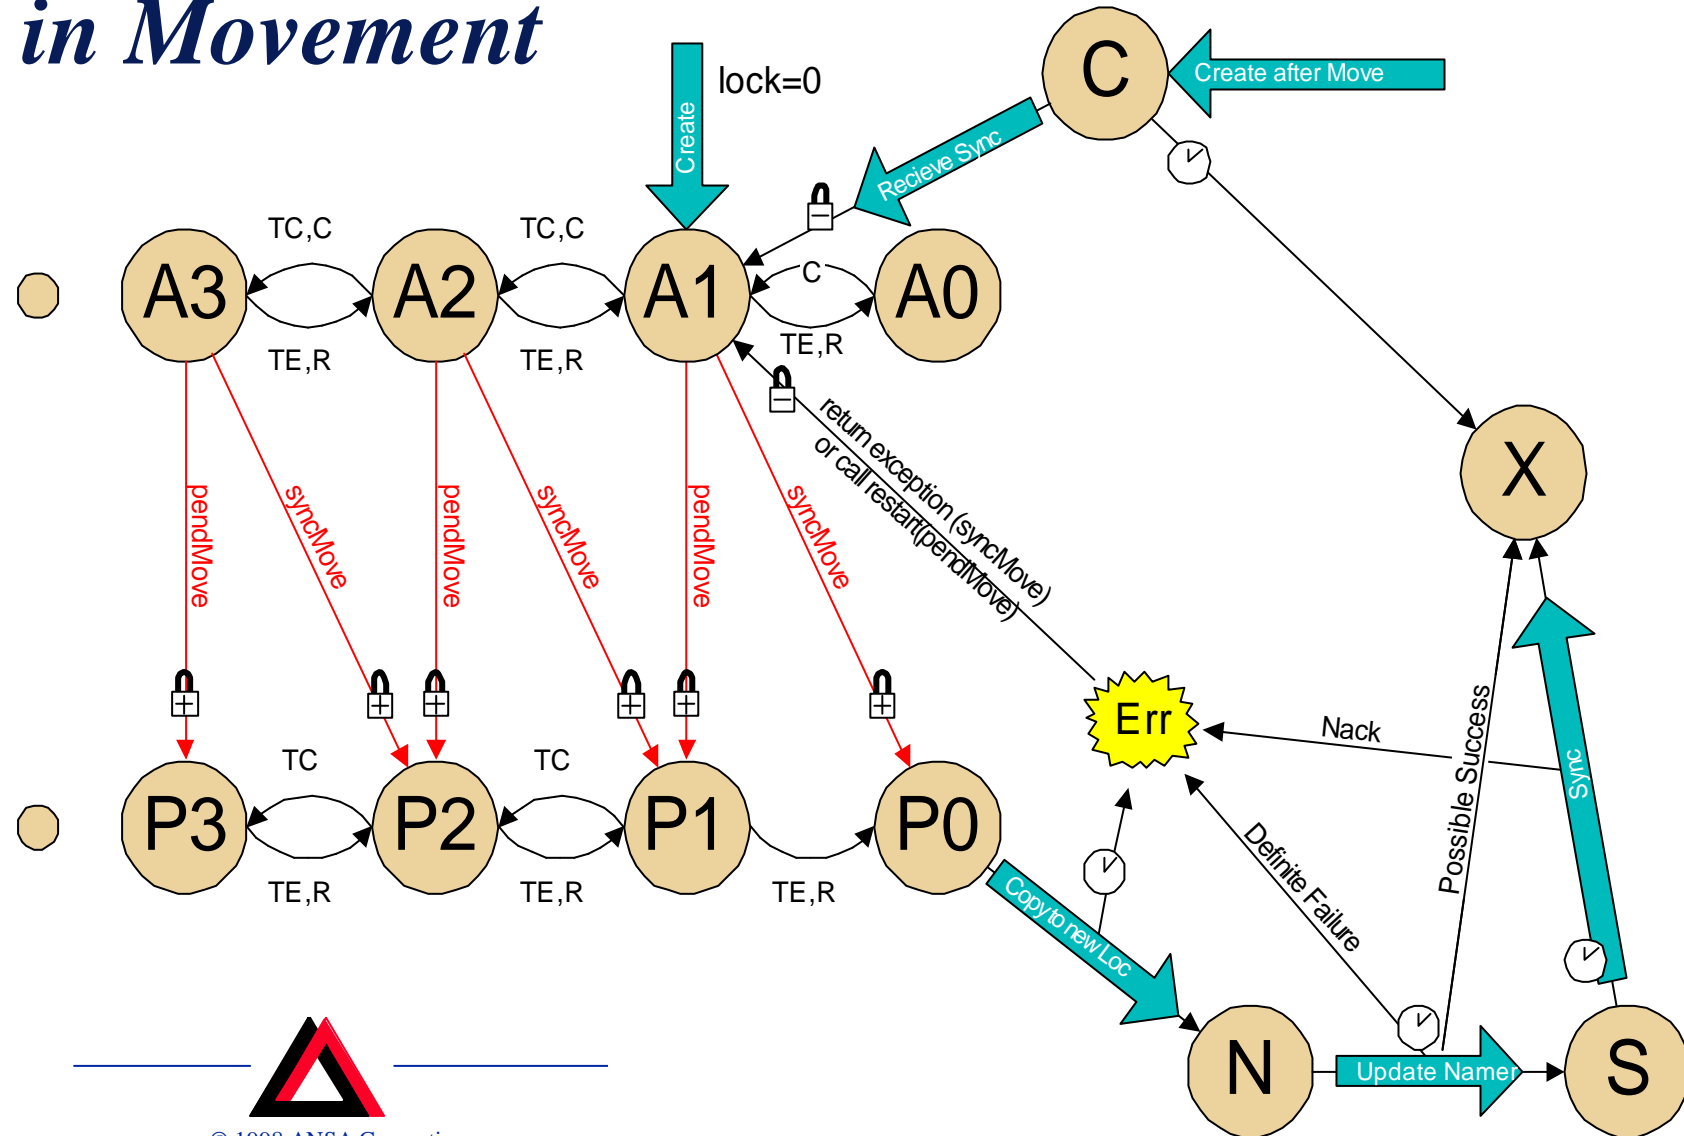 in Movement
lock=0
Create
C
Create after Move
Recieve Sync
TC,C
TC,C
A3
A2
A1
C
A0
TE,R
TE,R
TE,R
return exception (syncMove)
or call restart(pendMove)
X
pendMove
syncMove
pendMove
syncMove
pendMove
syncMove
Err
Nack
Possible Success
Sync
TC
TC
P3
P2
P1
P0
TE,R
TE,R
TE,R
Definite Failure
Copy to new Loc
N
Update Namer
S